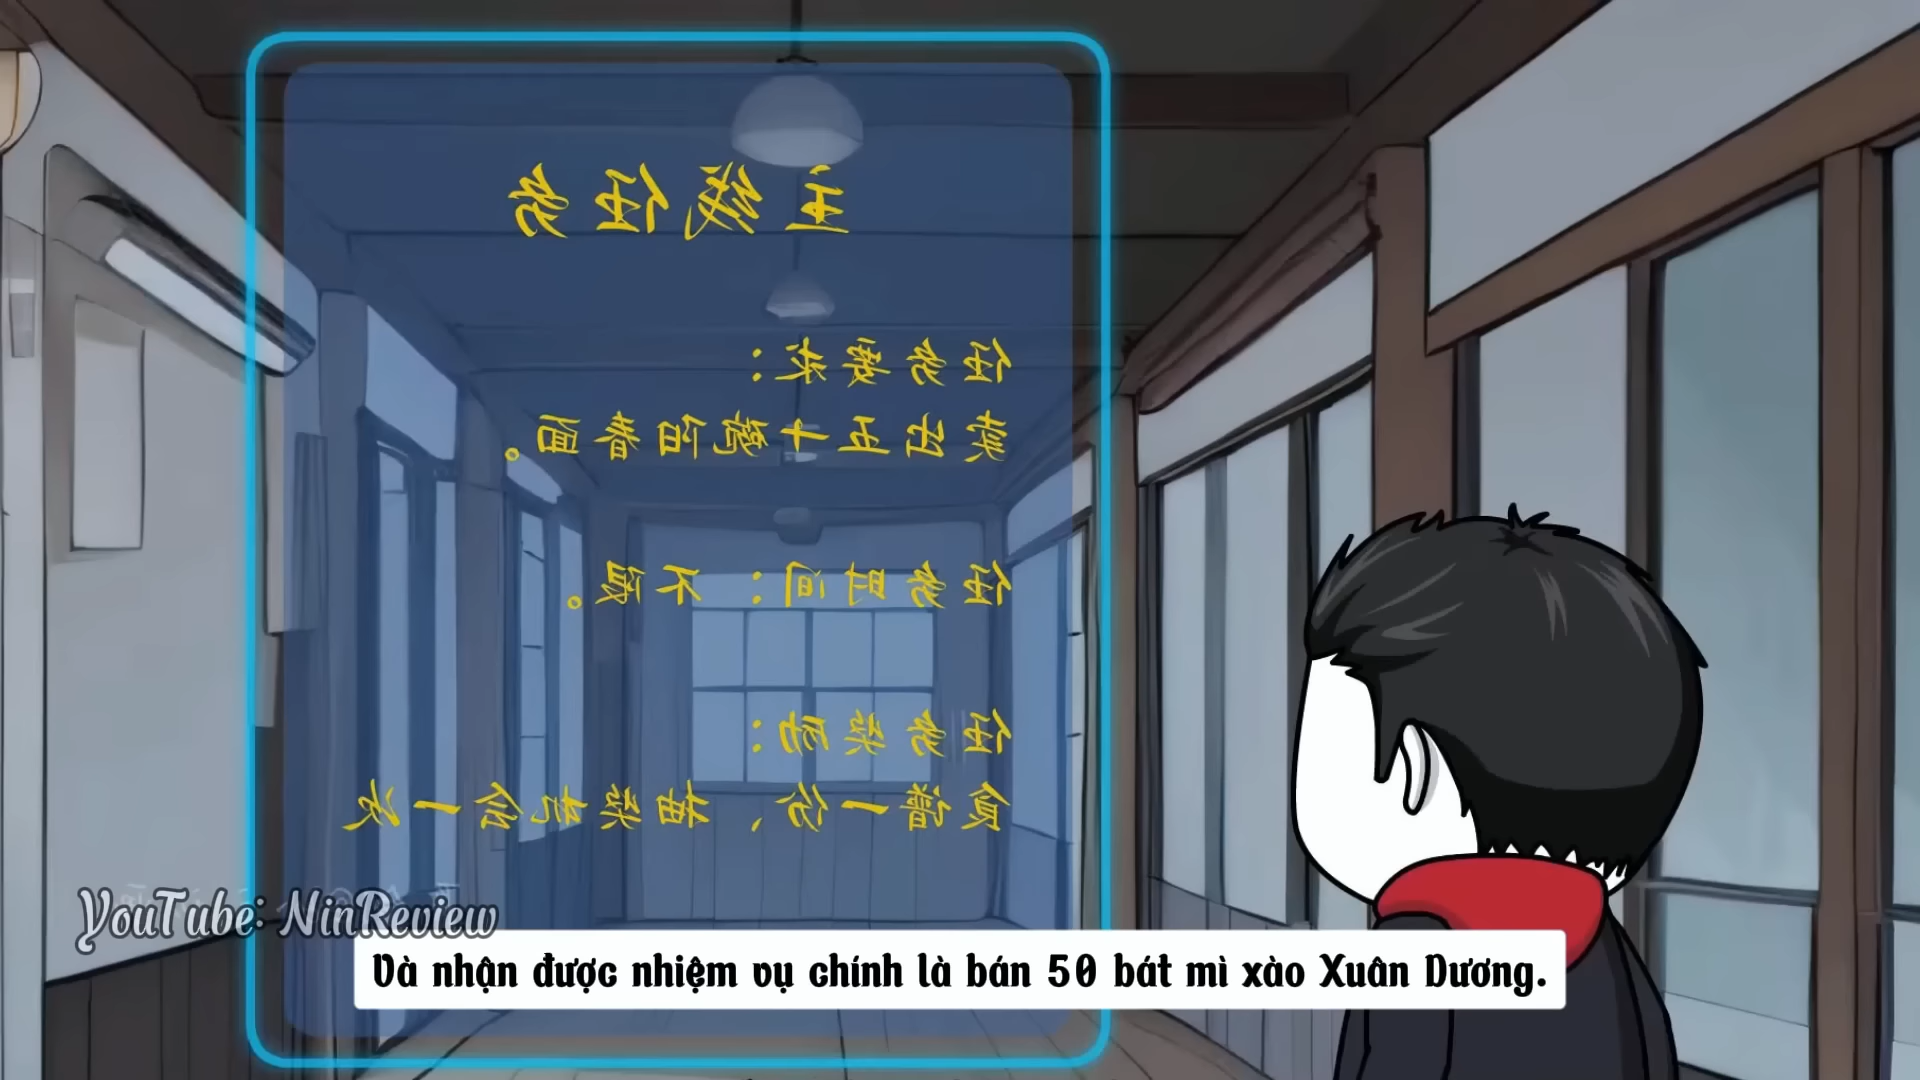 主线任务
任务要求：
卖出五十碗阳春面。
任务时间：不限。
任务奖励：
食谱一份、抽奖机会一次
YouTube: NinReview
Và nhận được nhiệm vụ chính là bán 50 bát mì xào Xuân Dương.